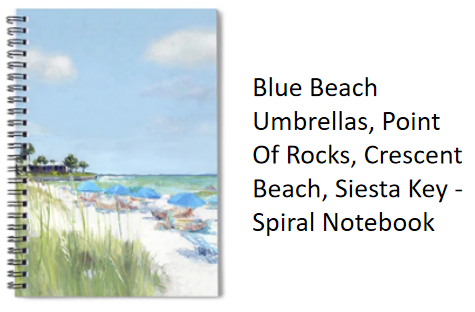 Blue Beach
Umbrellas, Point
Of Rocks, Crescent
Beach, Siesta Key -
Spiral Notebook